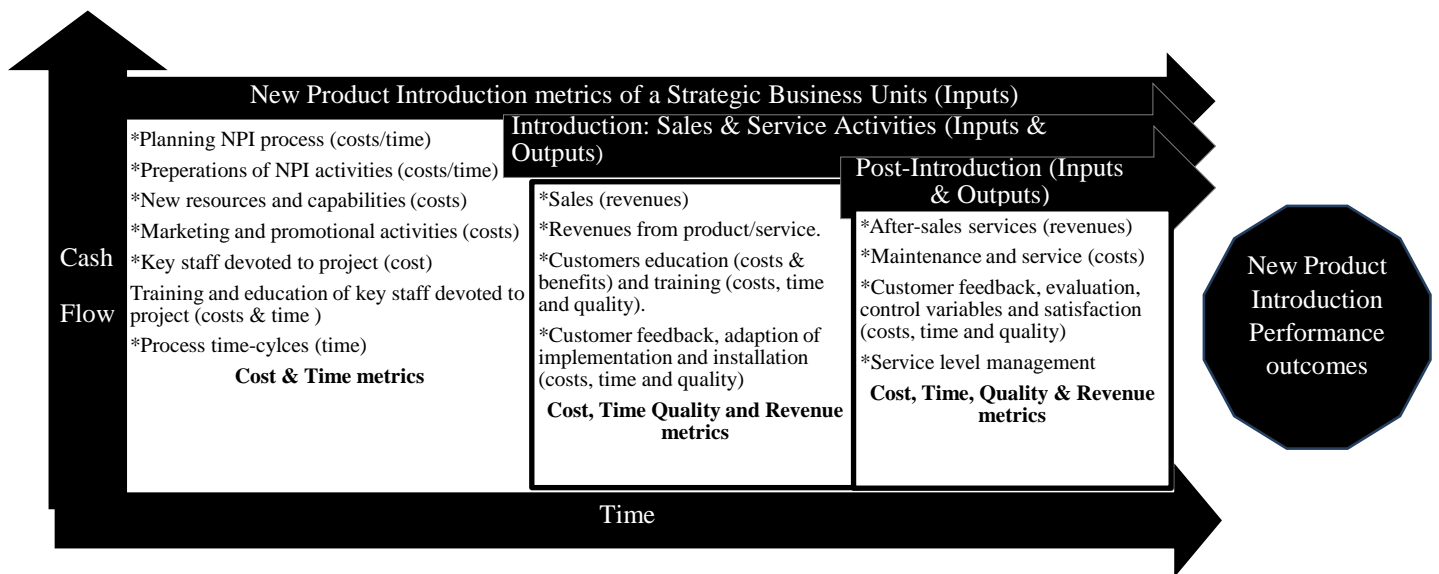 New Product Introduction metrics of a Strategic Business Units (Inputs)
*Planning NPI process (costs/time)
*Preperations of NPI activities (costs/time)
*New resources and capabilities (costs)
*Marketing and promotional activities (costs)
*Key staff devoted to project (cost)
Training and education of key staff devoted to
project (costs & time )
*Process time-cylces (time)
Cost & Time metrics
Introduction: Sales & Service Activities (Inputs &
Outputs)
*Sales (revenues)
*Revenues from product/service.
*Customers education (costs &
benefits) and training (costs, time
and quality).
*Customer feedback, adaption of
implementation and installation
(costs, time and quality)
Cost, Time Quality and Revenue
metrics
Post-Introduction (Inputs
& Outputs)
*After-sales services (revenues)
*Maintenance and service (costs)
*Customer feedback, evaluation,
control variables and satisfaction
(costs, time and quality)
*Service level management
Cost, Time, Quality & Revenue
metrics
Cash
Flow
Time
New Product
Introduction
Performance
outcomes